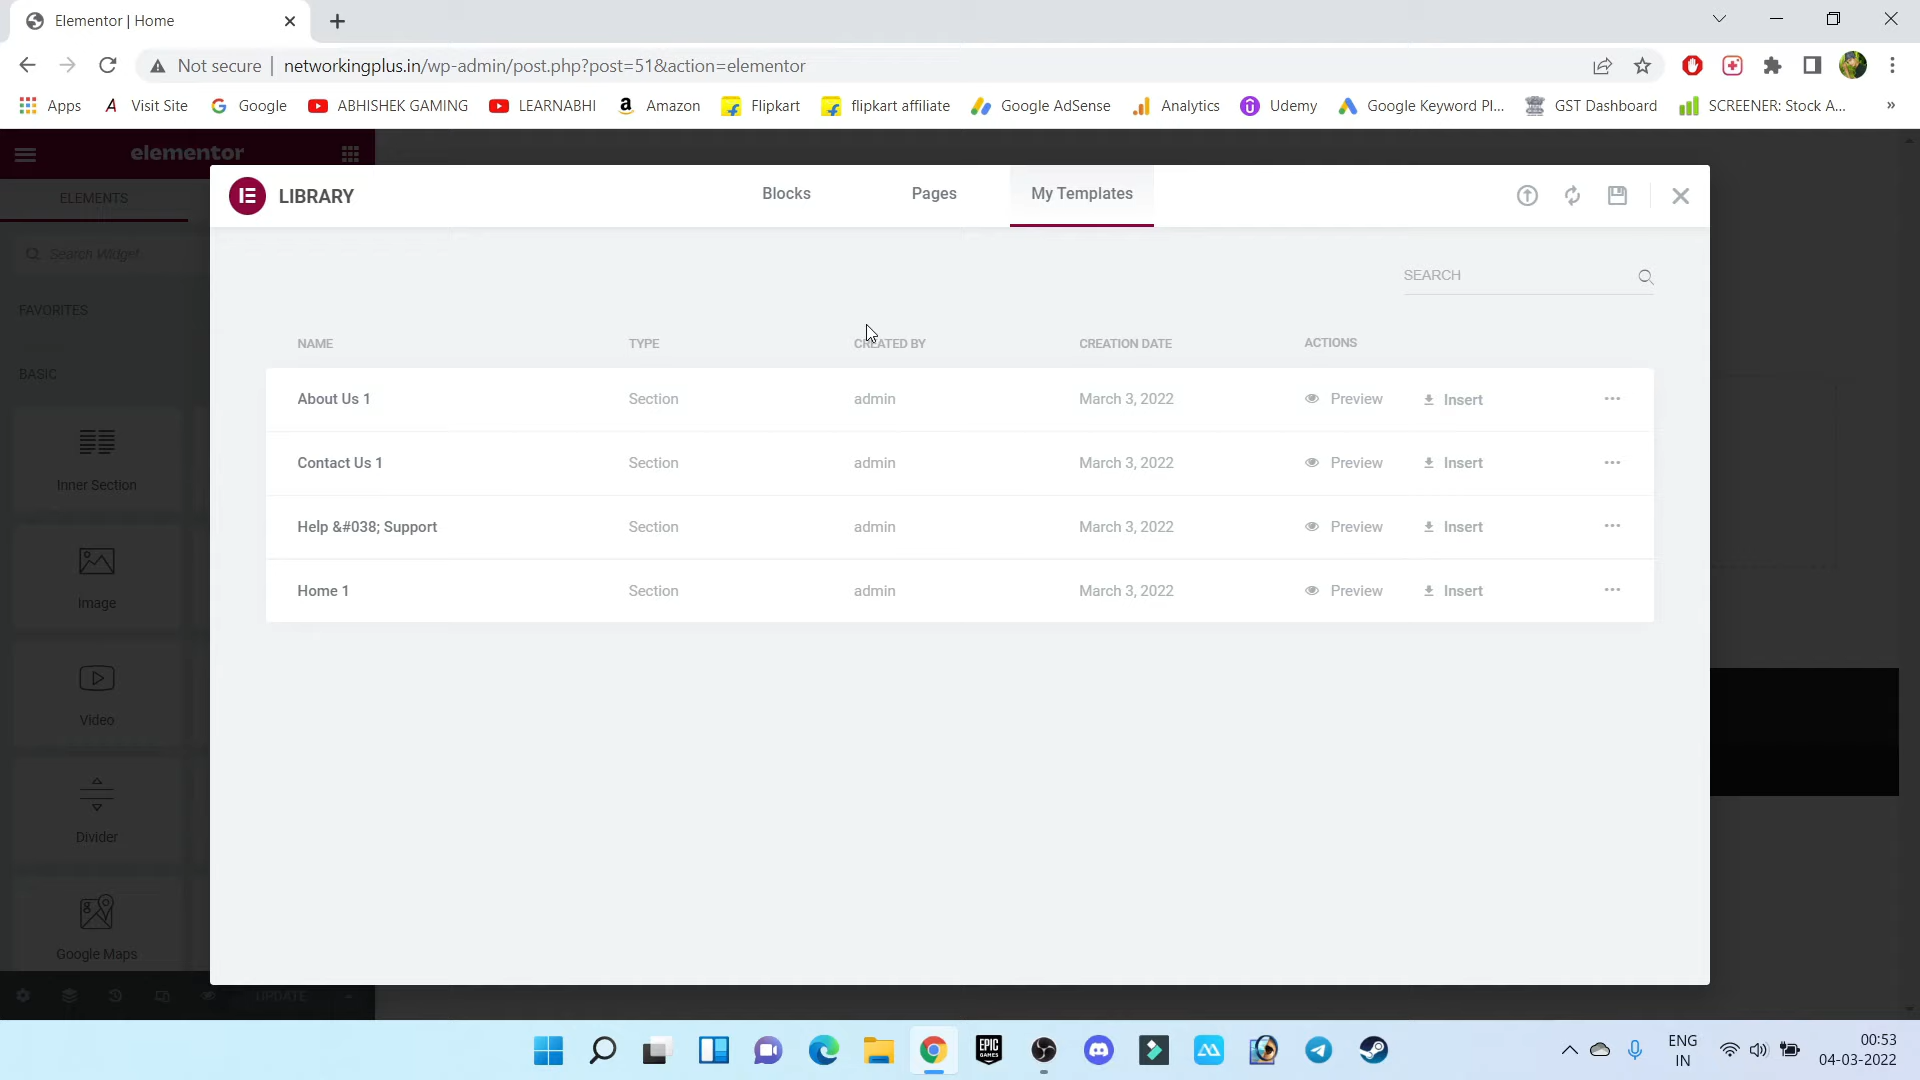 Elementor | Home
Not secure | networkingplus.in/wp-admin/post.php?post=51&action=elementor
Apps Visit Site Google ABHISHEK GAMING LEARNABHI Amazon Flipkart flipkart affiliate Google AdSense Analytics Udemy Google Keyword Pl... GST Dashboard SCREENER: Stock A... »
elementor
ELEMENTS
Search Widget
FAVORITES
BASIC
Inner Section
Image
Video
Divider
Google Maps
UPDATE
LIBRARY
Blocks Pages My Templates
SEARCH
NAME TYPE CREATED BY CREATION DATE ACTIONS
About Us 1 Section admin March 3, 2022 Preview Insert
Contact Us 1 Section admin March 3, 2022 Preview Insert
Help &#038; Support Section admin March 3, 2022 Preview Insert
Home 1 Section admin March 3, 2022 Preview Insert
EPIC GAMES
ENG
IN
00:53
04-03-2022